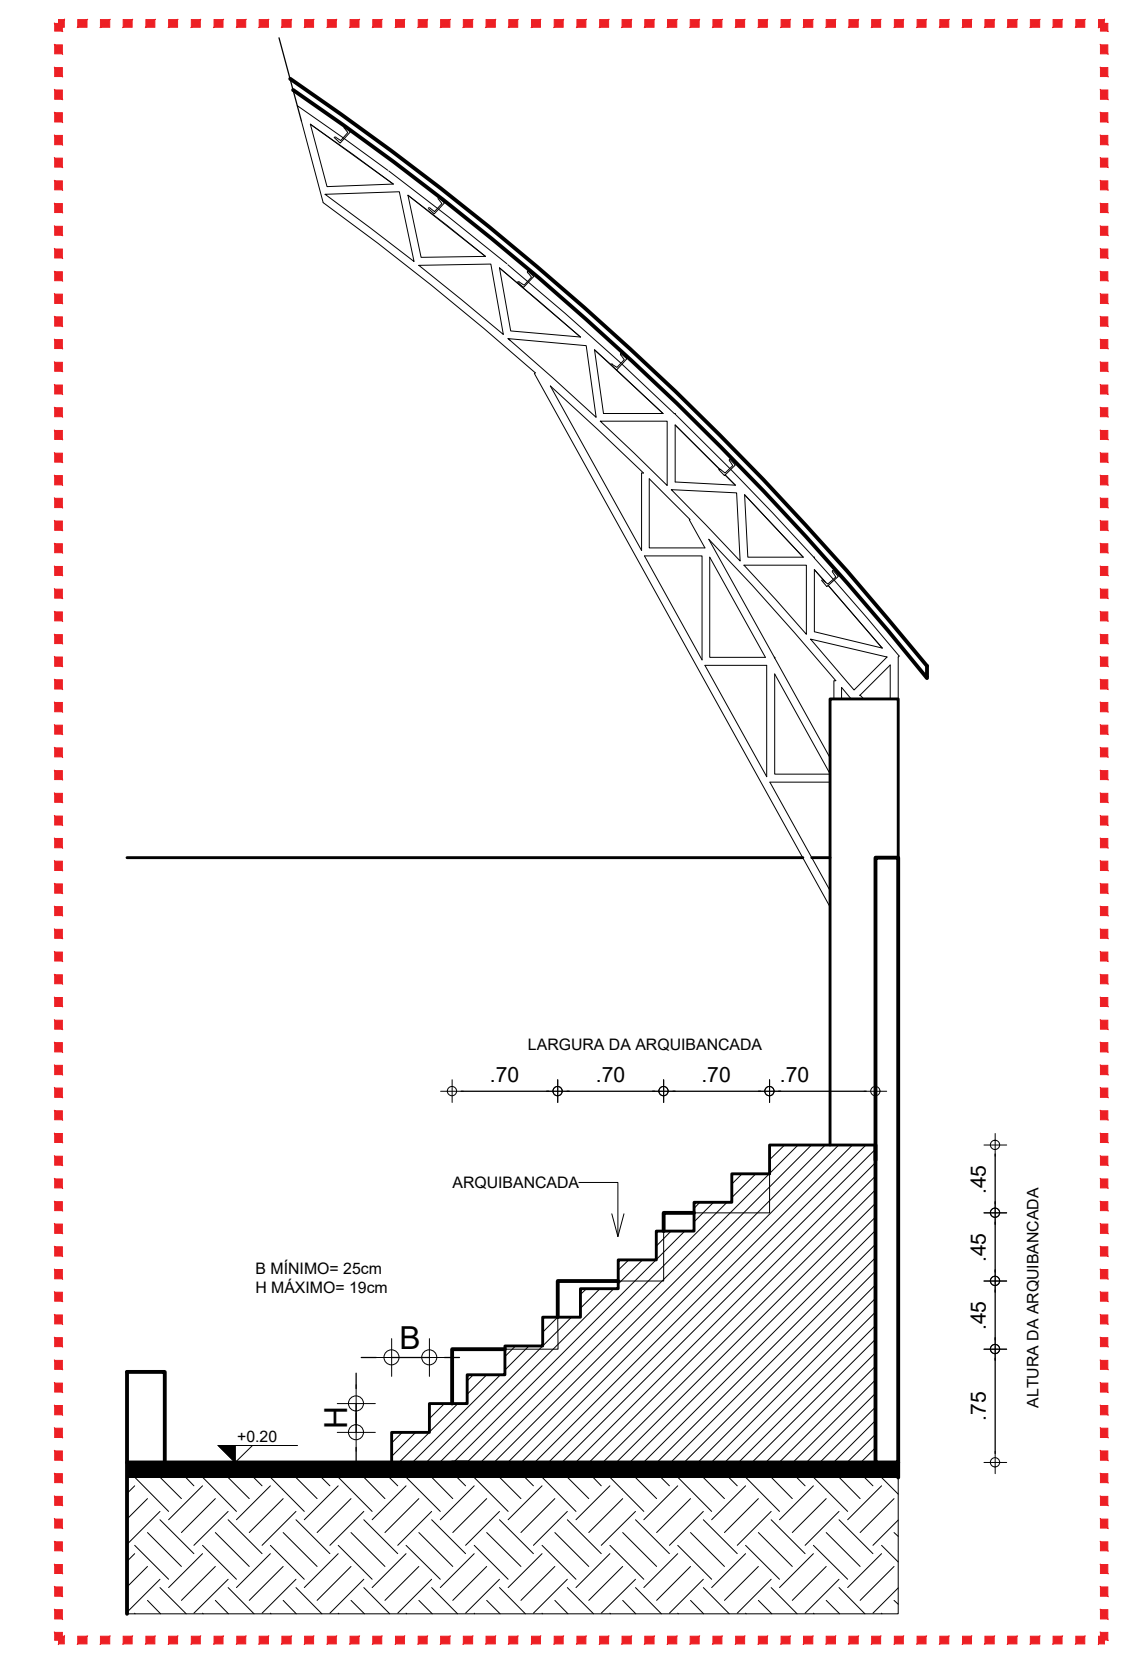 LARGURA DA ARQUIBANCADA
.70 .70 .70 .70
ARQUIBANCADA
B MÍNIMO= 25cm
H MÁXIMO= 19cm
B
H
+0.20
.45
.45
.45
.75
ALTURA DA ARQUIBANCADA